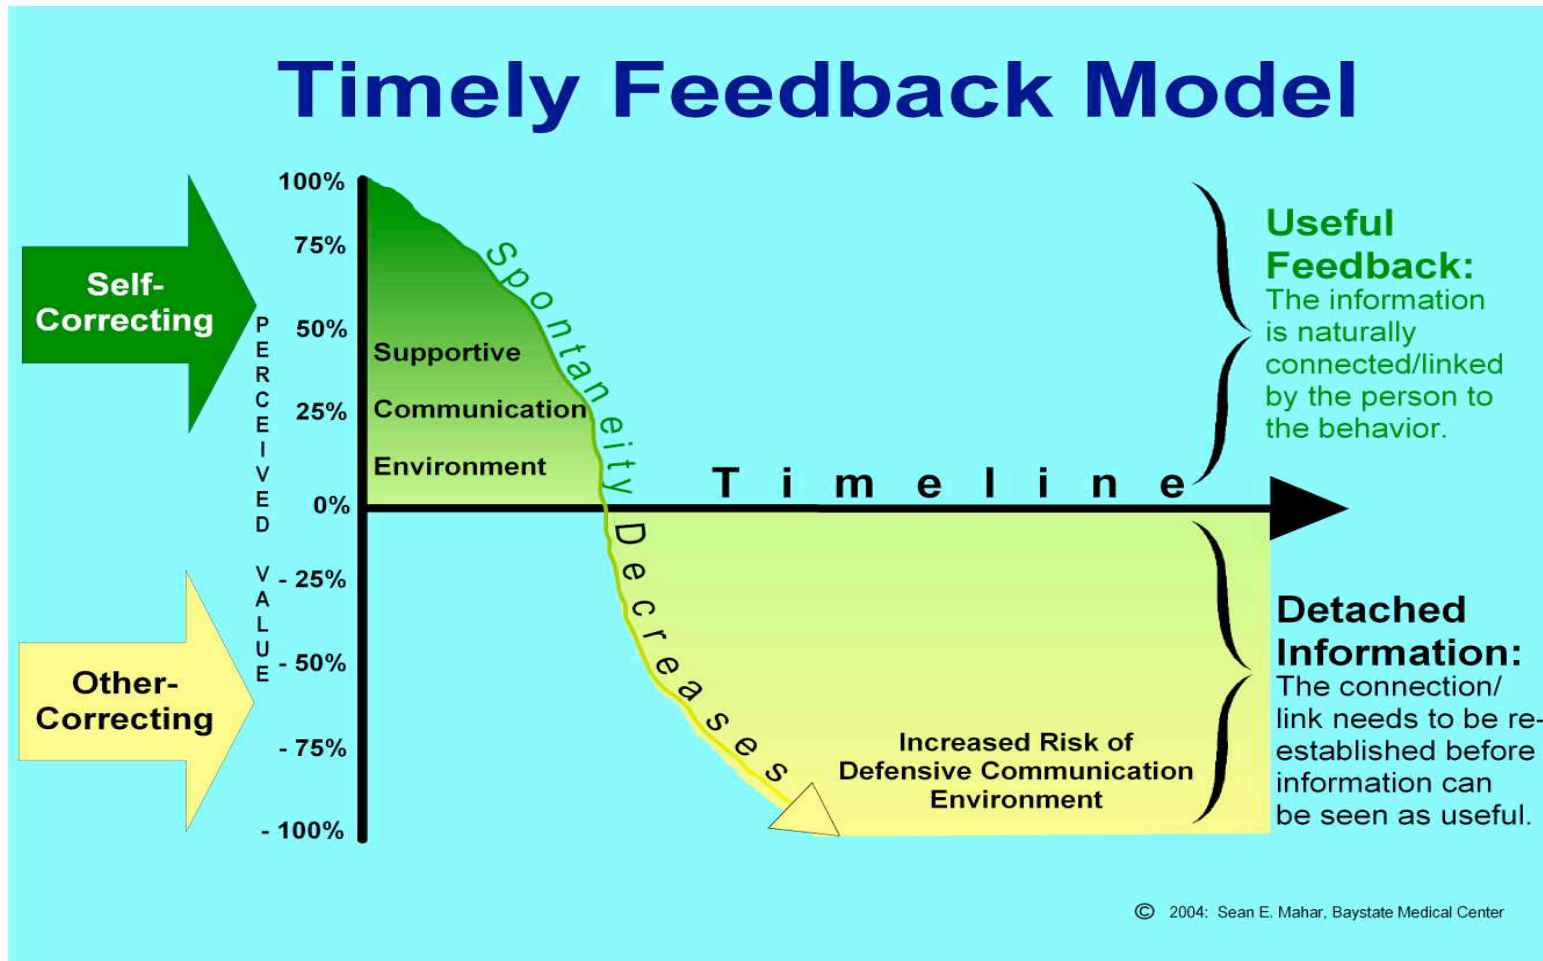 Timely Feedback Model
Self-
Correcting
Other-
Correcting
PERCEIVED VALUE
100%
75%
50%
25%
0%
- 25%
- 50%
- 75%
- 100%
Supportive
Communication
Environment
Spontaneity Decreases
Timeline
Increased Risk of
Defensive Communication
Environment
Useful
Feedback:
The information
is naturally
connected/linked
by the person to
the behavior.
Detached
Information:
The connection/
link needs to be re-
established before
information can
be seen as useful.
© 2004: Sean E. Mahar, Baystate Medical Center